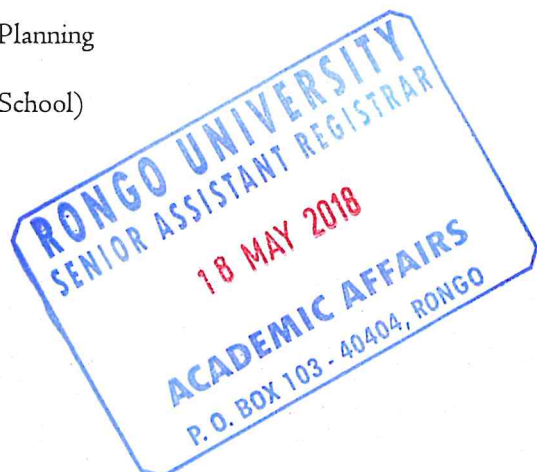 Planning
School)
RONGO UNIVERSITY
SENIOR ASSISTANT REGISTRAR
18 MAY 2018
ACADEMIC AFFAIRS
P. O. BOX 103 - 40404, RONGO